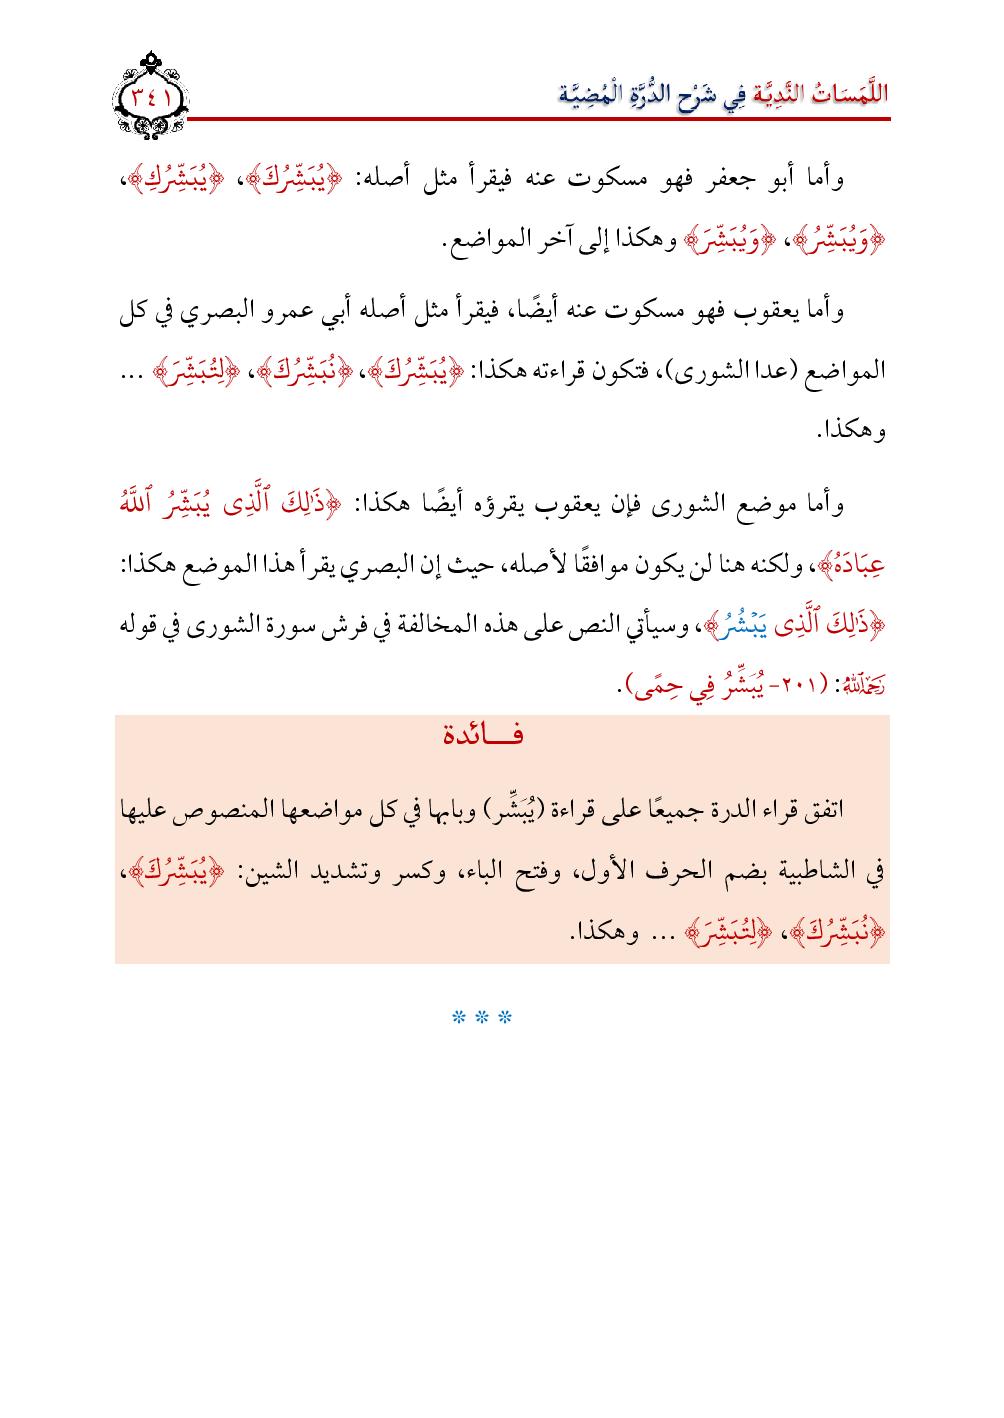 اللَّمَسَاتُ النَّدِيَّة فِي شَرْح الدُّرَّةِ الْمُضِيَّة
٣٤١
وأما أبو جعفر فهو مسكوت عنه فيقرأ مثل أصله: ﴿يُبَشِّرُكَ﴾، ﴿يُبَشِّرُكِ﴾،
﴿وَيُبَشِّرُ﴾، ﴿وَيُبَشِّرَ﴾ وهكذا إلى آخر المواضع.
وأما يعقوب فهو مسكوت عنه أيضًا، فيقرأ مثل أصله أبي عمرو البصري في كل
المواضع (عدا الشورى)، فتكون قراءته هكذا: ﴿يُبَشِّرُكَ﴾، ﴿نُبَشِّرُكَ﴾، ﴿لِتُبَشِّرَ﴾ ...
وهكذا.
وأما موضع الشورى فإن يعقوب يقرؤه أيضًا هكذا: ﴿ذَٰلِكَ ٱلَّذِى يُبَشِّرُ ٱللَّهُ
عِبَادَهُ﴾، ولكنه هنا لن يكون موافقًا لأصله، حيث إن البصري يقرأ هذا الموضع هكذا:
﴿ذَٰلِكَ ٱلَّذِى يَبۡشُرُ﴾، وسيأتي النص على هذه المخالفة في فرش سورة الشورى في قوله
رَحِمَهُ ٱللَّهُ: (٢٠١- يُبَشِّرُ فِي حِمًى).
فــائدة
اتفق قراء الدرة جميعًا على قراءة (يُبَشِّر) وبابها في كل مواضعها المنصوص عليها
في الشاطبية بضم الحرف الأول، وفتح الباء، وكسر وتشديد الشين: ﴿يُبَشِّرُكَ﴾،
﴿نُبَشِّرُكَ﴾، ﴿لِتُبَشِّرَ﴾ ... وهكذا.
* * *